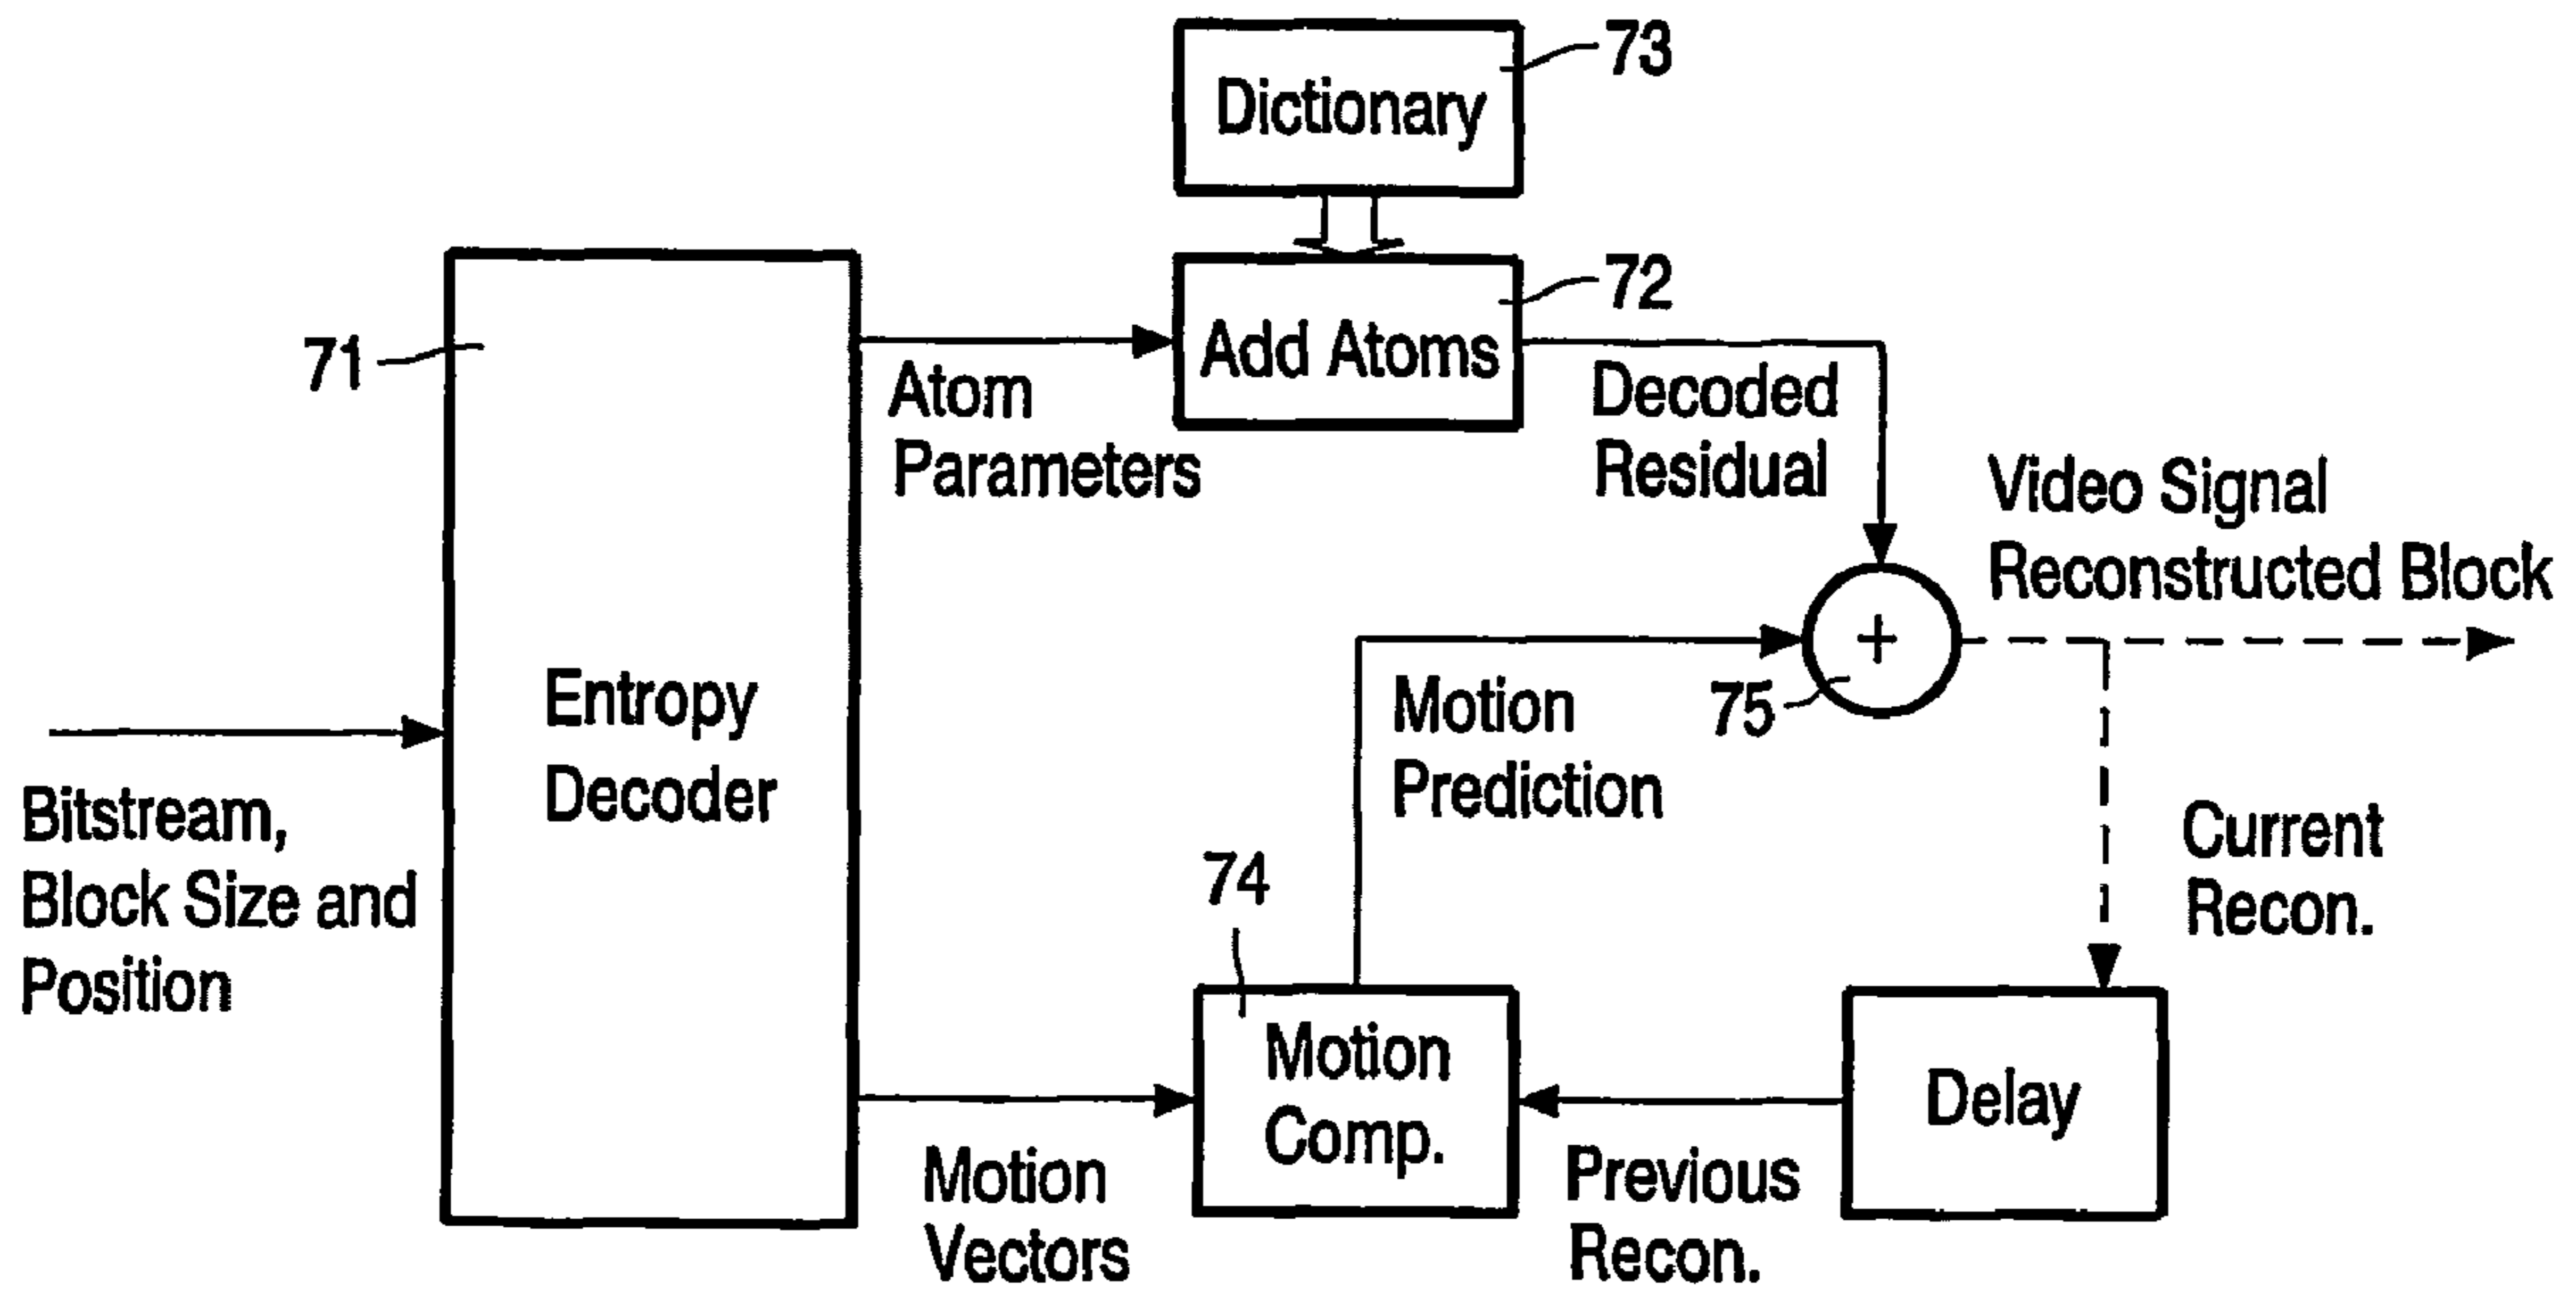 73
Dictionary
72
Add Atoms
71
Atom
Parameters
Decoded
Residual
Video Signal
Reconstructed Block
+
75
Entropy
Decoder
Motion
Prediction
Bitstream,
Block Size and
Position
74
Current
Recon.
Motion
Comp.
Delay
Motion
Vectors
Previous
Recon.